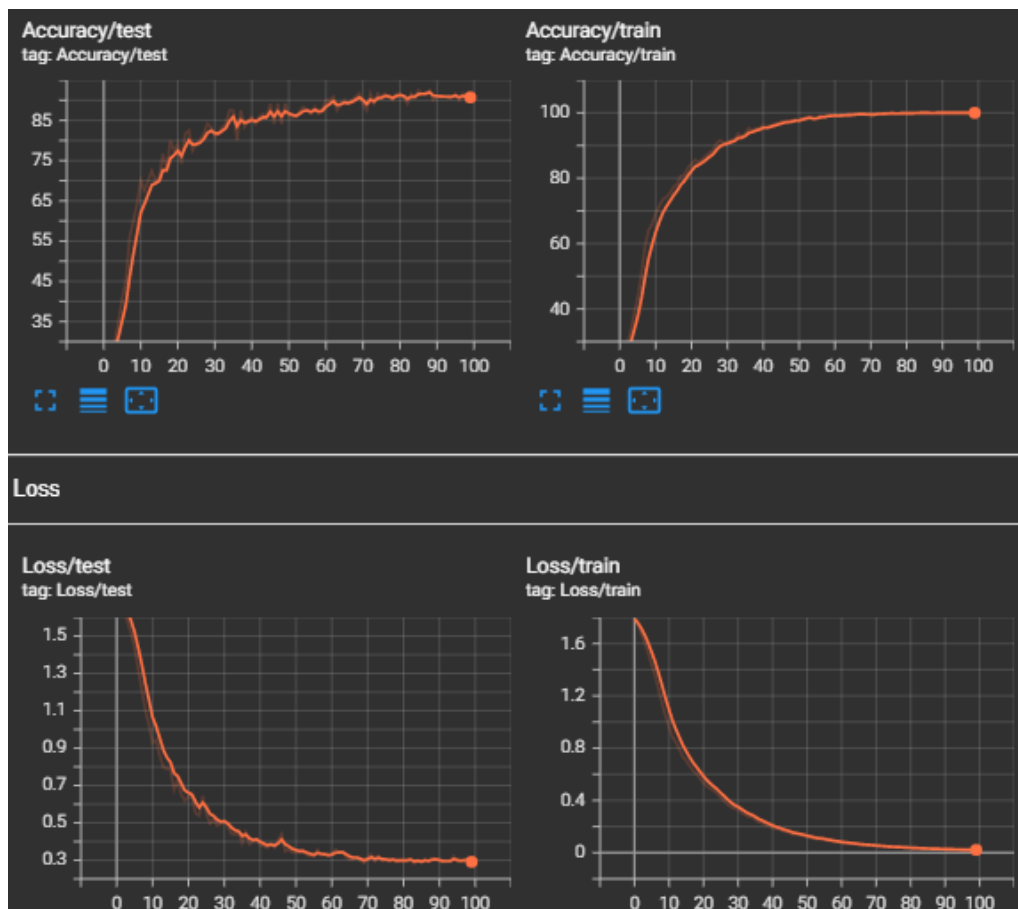 Accuracy/test
tag: Accuracy/test
85
75
65
55
45
35
0 10 20 30 40 50 60 70 80 90 100
Accuracy/train
tag: Accuracy/train
100
80
60
40
0 10 20 30 40 50 60 70 80 90 100
Loss
Loss/test
tag: Loss/test
1.5
1.3
1.1
0.9
0.7
0.5
0.3
0 10 20 30 40 50 60 70 80 90 100
Loss/train
tag: Loss/train
1.6
1.2
0.8
0.4
0
0 10 20 30 40 50 60 70 80 90 100